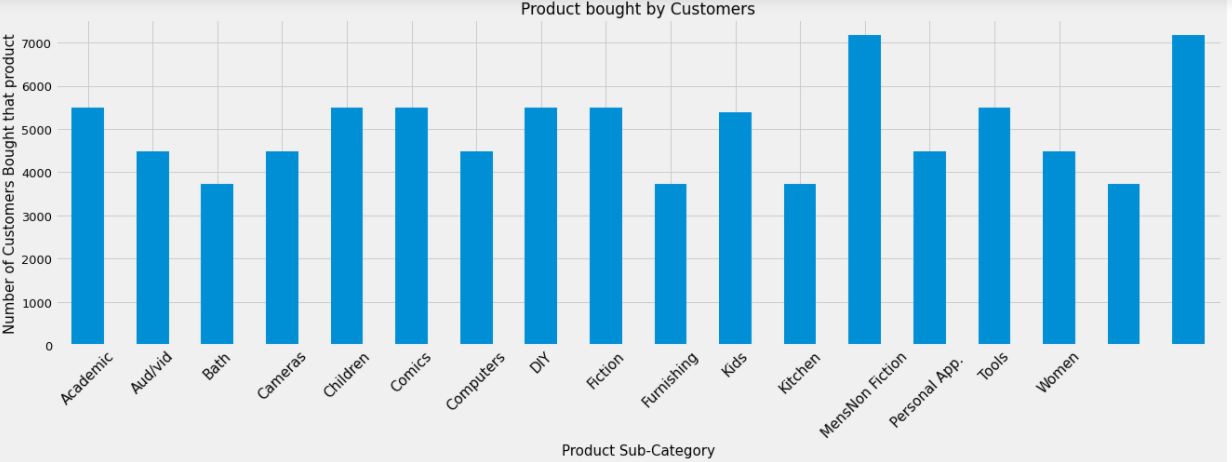 Product bought by Customers
Number of Customers Bought that product
7000
6000
5000
4000
3000
2000
1000
0
Academic
Aud/vid
Bath
Cameras
Children
Comics
Computers
DIY
Fiction
Furnishing
Kids
Kitchen
MensNon Fiction
Personal App.
Tools
Women
Product Sub-Category